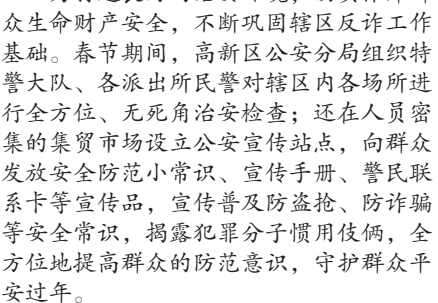 众生命财产安全，不断巩固辖区反诈工作
基础。春节期间，高新区公安分局组织特
警大队、各派出所民警对辖区内各场所进
行全方位、无死角治安检查；还在人员密
集的集贸市场设立公安宣传站点，向群众
发放安全防范小常识、宣传手册、警民联
系卡等宣传品，宣传普及防盗抢、防诈骗
等安全常识，揭露犯罪分子惯用伎俩，全
方位地提高群众的防范意识，守护群众平
安过年。